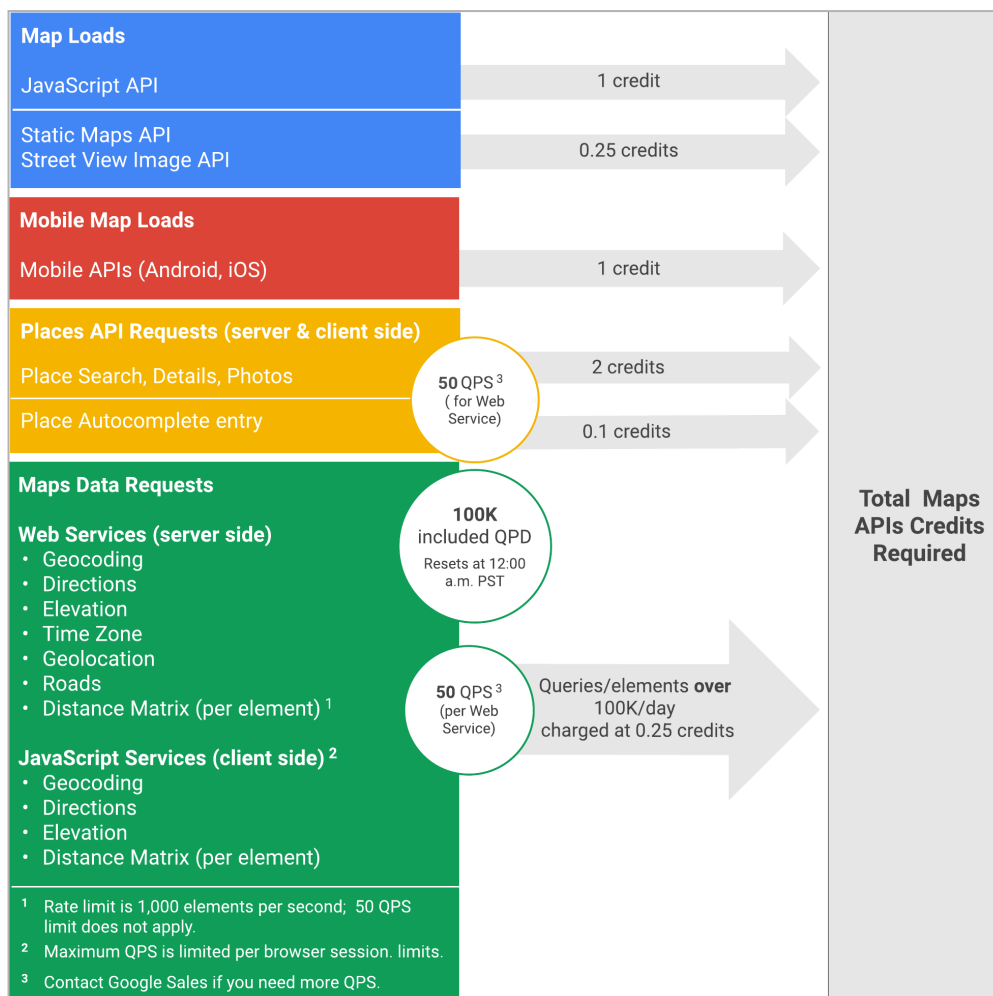 Map Loads
JavaScript API
1 credit
Static Maps API
Street View Image API
0.25 credits
Mobile Map Loads
Mobile APIs (Android, iOS)
1 credit
Places API Requests (server & client side)
Place Search, Details, Photos
50 QPS ³
( for Web
Service)
2 credits
Place Autocomplete entry
0.1 credits
Maps Data Requests
Web Services (server side)
• Geocoding
• Directions
• Elevation
• Time Zone
• Geolocation
• Roads
• Distance Matrix (per element) ¹
100K
included QPD
Resets at 12:00
a.m. PST
50 QPS ³
(per Web
Service)
Queries/elements over
100K/day
charged at 0.25 credits
JavaScript Services (client side) ²
• Geocoding
• Directions
• Elevation
• Distance Matrix (per element)
¹ Rate limit is 1,000 elements per second; 50 QPS
limit does not apply.
² Maximum QPS is limited per browser session. limits.
³ Contact Google Sales if you need more QPS.
Total Maps
APIs Credits
Required